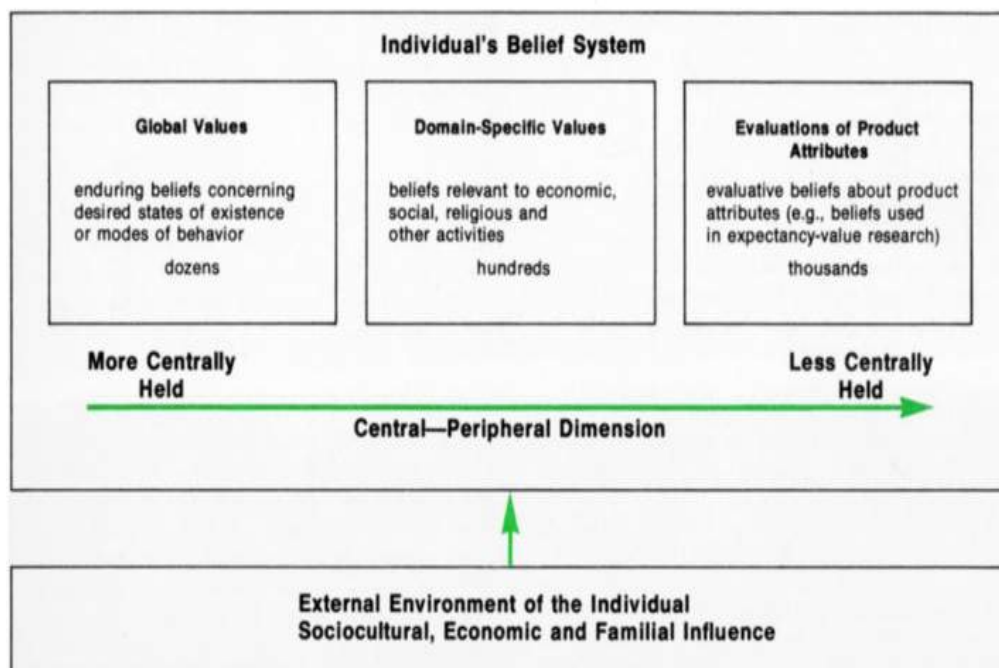 Individual's Belief System
Global Values
enduring beliefs concerning
desired states of existence
or modes of behavior
dozens
Domain-Specific Values
beliefs relevant to economic,
social, religious and
other activities
hundreds
Evaluations of Product
Attributes
evaluative beliefs about product
attributes (e.g., beliefs used
in expectancy-value research)
thousands
More Centrally
Held
Less Centrally
Held
Central—Peripheral Dimension
External Environment of the Individual
Sociocultural, Economic and Familial Influence